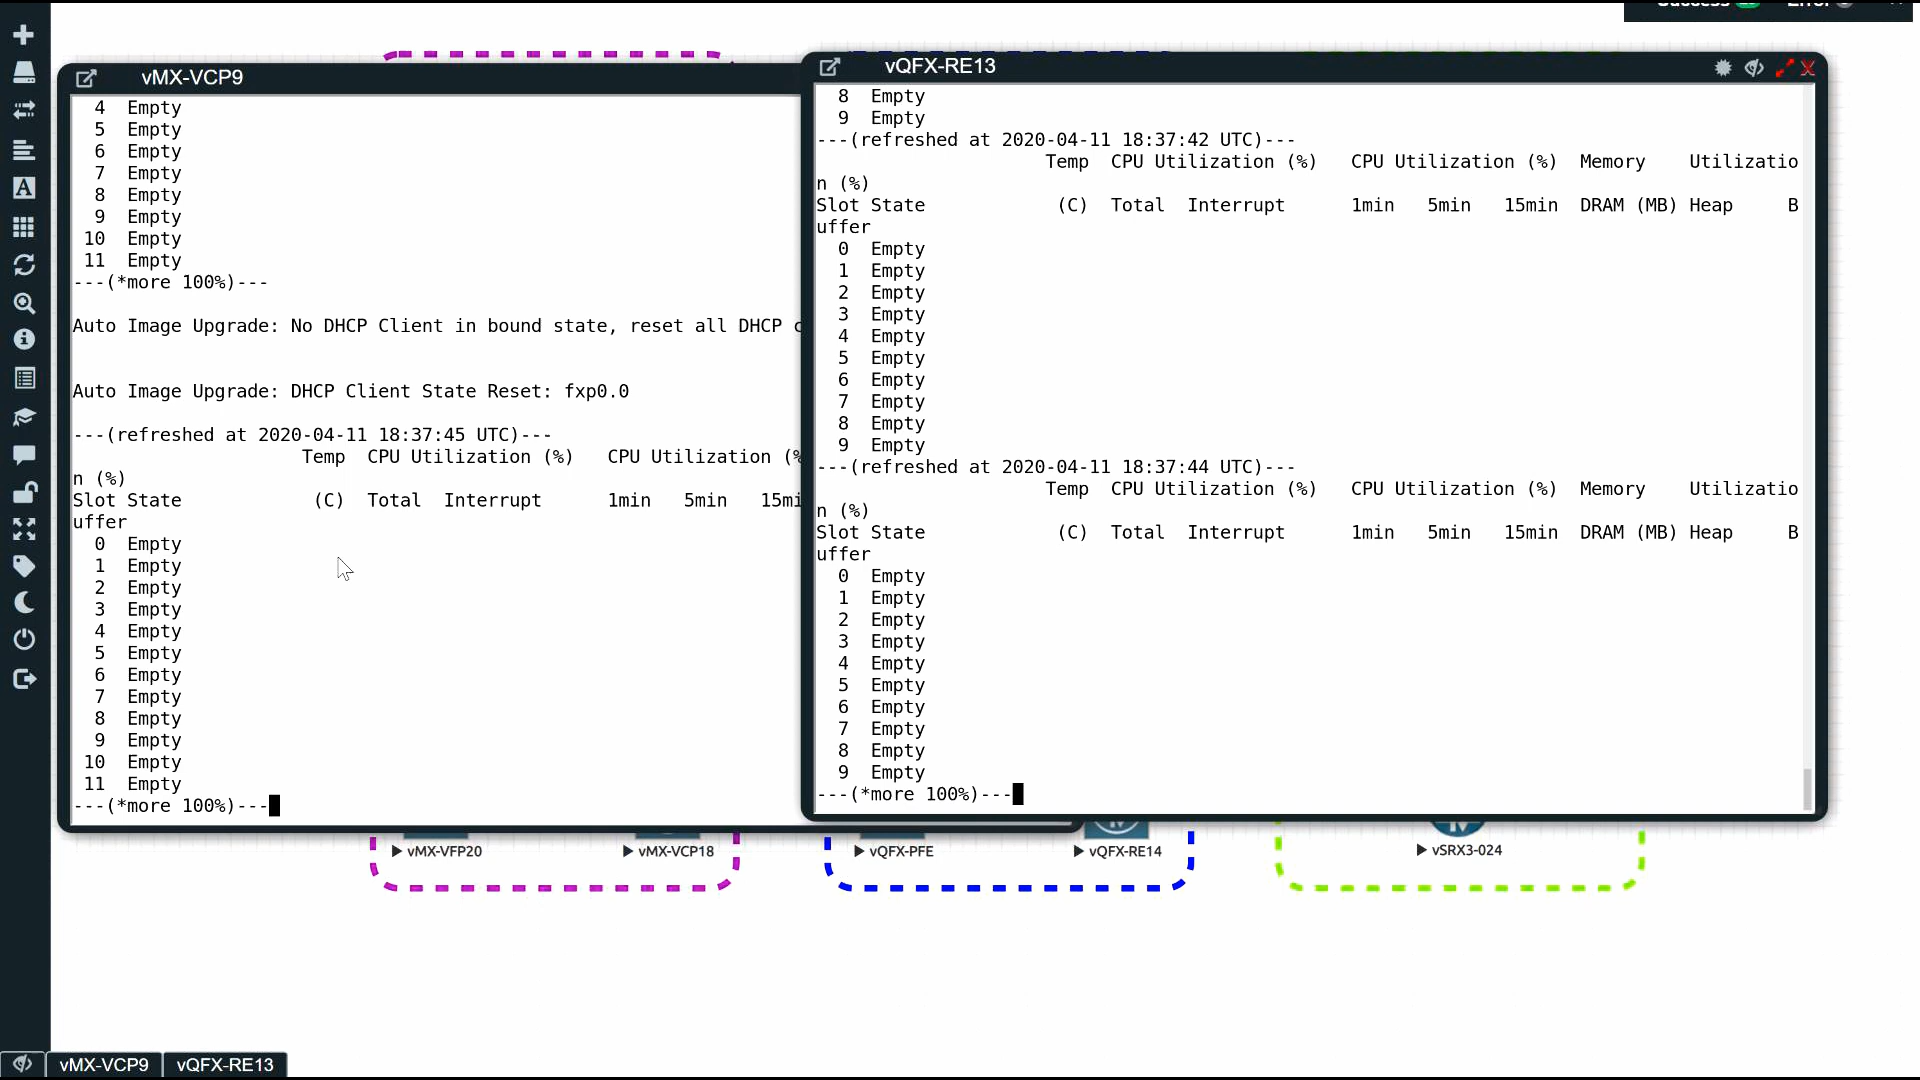 vMX-VCP9
4 Empty
5 Empty
6 Empty
7 Empty
8 Empty
9 Empty
10 Empty
11 Empty
---(*more 100%)---
Auto Image Upgrade: No DHCP Client in bound state, reset all DHCP c
Auto Image Upgrade: DHCP Client State Reset: fxp0.0
---(refreshed at 2020-04-11 18:37:45 UTC)---
Temp CPU Utilization (%) CPU Utilization (%
n (%)
Slot State (C) Total Interrupt 1min 5min 15mi
uffer
0 Empty
1 Empty
2 Empty
3 Empty
4 Empty
5 Empty
6 Empty
7 Empty
8 Empty
9 Empty
10 Empty
11 Empty
---(*more 100%)---
vQFX-RE13
8 Empty
9 Empty
---(refreshed at 2020-04-11 18:37:42 UTC)---
Temp CPU Utilization (%) CPU Utilization (%) Memory Utilizatio
n (%)
Slot State (C) Total Interrupt 1min 5min 15min DRAM (MB) Heap B
uffer
0 Empty
1 Empty
2 Empty
3 Empty
4 Empty
5 Empty
6 Empty
7 Empty
8 Empty
9 Empty
---(refreshed at 2020-04-11 18:37:44 UTC)---
Temp CPU Utilization (%) CPU Utilization (%) Memory Utilizatio
n (%)
Slot State (C) Total Interrupt 1min 5min 15min DRAM (MB) Heap B
uffer
0 Empty
1 Empty
2 Empty
3 Empty
4 Empty
5 Empty
6 Empty
7 Empty
8 Empty
9 Empty
---(*more 100%)---
vMX-VFP20
vMX-VCP18
vQFX-PFE
vQFX-RE14
vSRX3-024
vMX-VCP9
vQFX-RE13